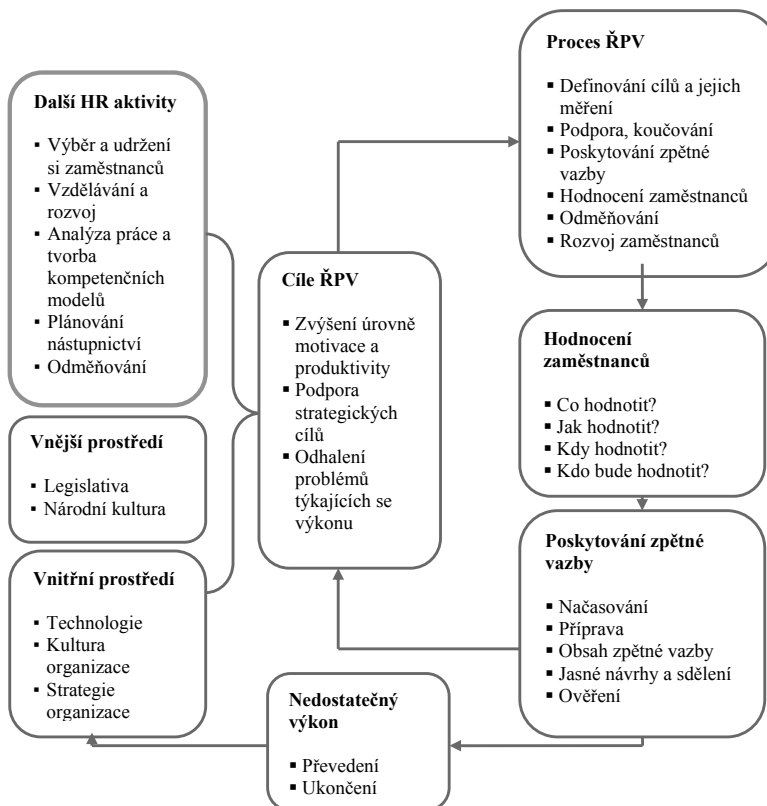 Další HR aktivity
▪ Výběr a udržení
si zaměstnanců
▪ Vzdělávání a
rozvoj
▪ Analýza práce a
tvorba
kompetenčních
modelů
▪ Plánování
nástupnictví
▪ Odměňování
Vnější prostředí
▪ Legislativa
▪ Národní kultura
Vnitřní prostředí
▪ Technologie
▪ Kultura
organizace
▪ Strategie
organizace
Cíle ŘPV
▪ Zvýšení úrovně
motivace a
produktivity
▪ Podpora
strategických
cílů
▪ Odhalení
problémů
týkajících se
výkonu
Proces ŘPV
▪ Definování cílů a jejich
měření
▪ Podpora, koučování
▪ Poskytování zpětné
vazby
▪ Hodnocení zaměstnanců
▪ Odměňování
▪ Rozvoj zaměstnanců
Hodnocení
zaměstnanců
▪ Co hodnotit?
▪ Jak hodnotit?
▪ Kdy hodnotit?
▪ Kdo bude hodnotit?
Poskytování zpětné
vazby
▪ Načasování
▪ Příprava
▪ Obsah zpětné vazby
▪ Jasné návrhy a sdělení
▪ Ověření
Nedostatečný
výkon
▪ Převedení
▪ Ukončení